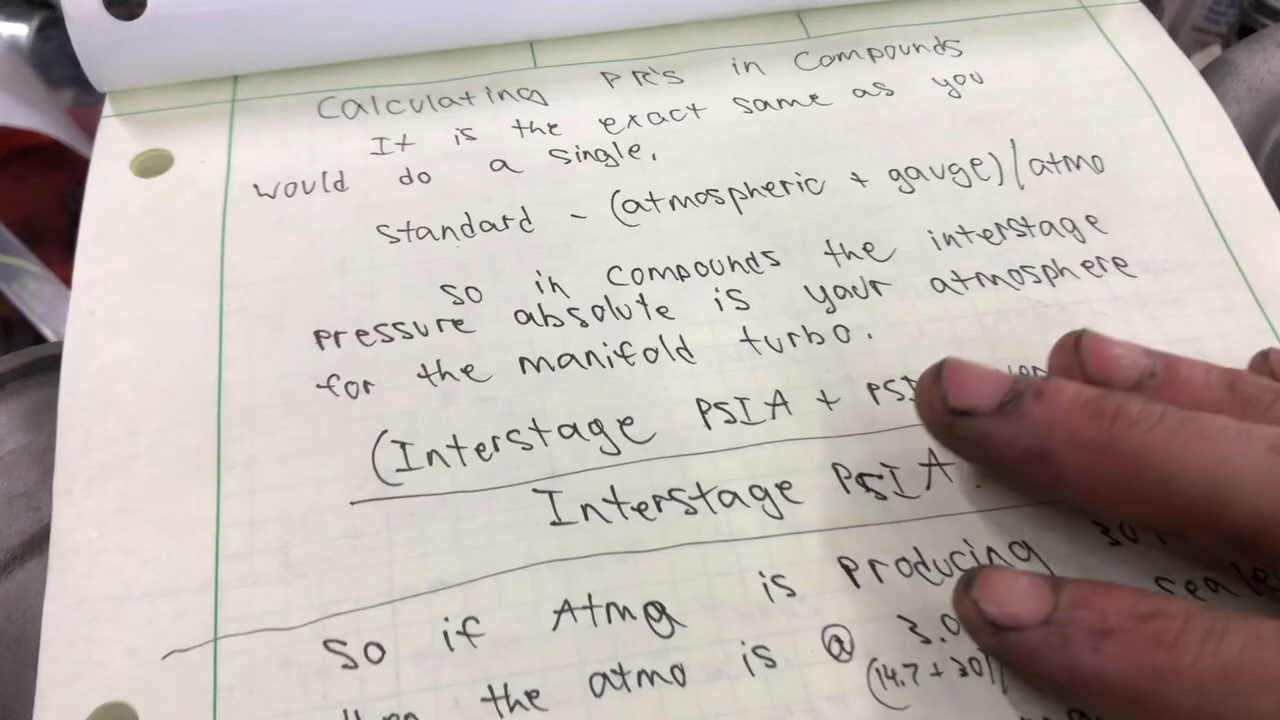 Calculating PR's in Compounds
It is the exact same as you
would do a single.
Standard - (atmospheric + gauge)/atmo
So in compounds the interstage
pressure absolute is your atmosphere
for the manifold turbo.
(Interstage PSIA + PSI
Interstage PSIA
So if Atmo is producing 30
the atmo is @ 3.0
(14.7 + 30)